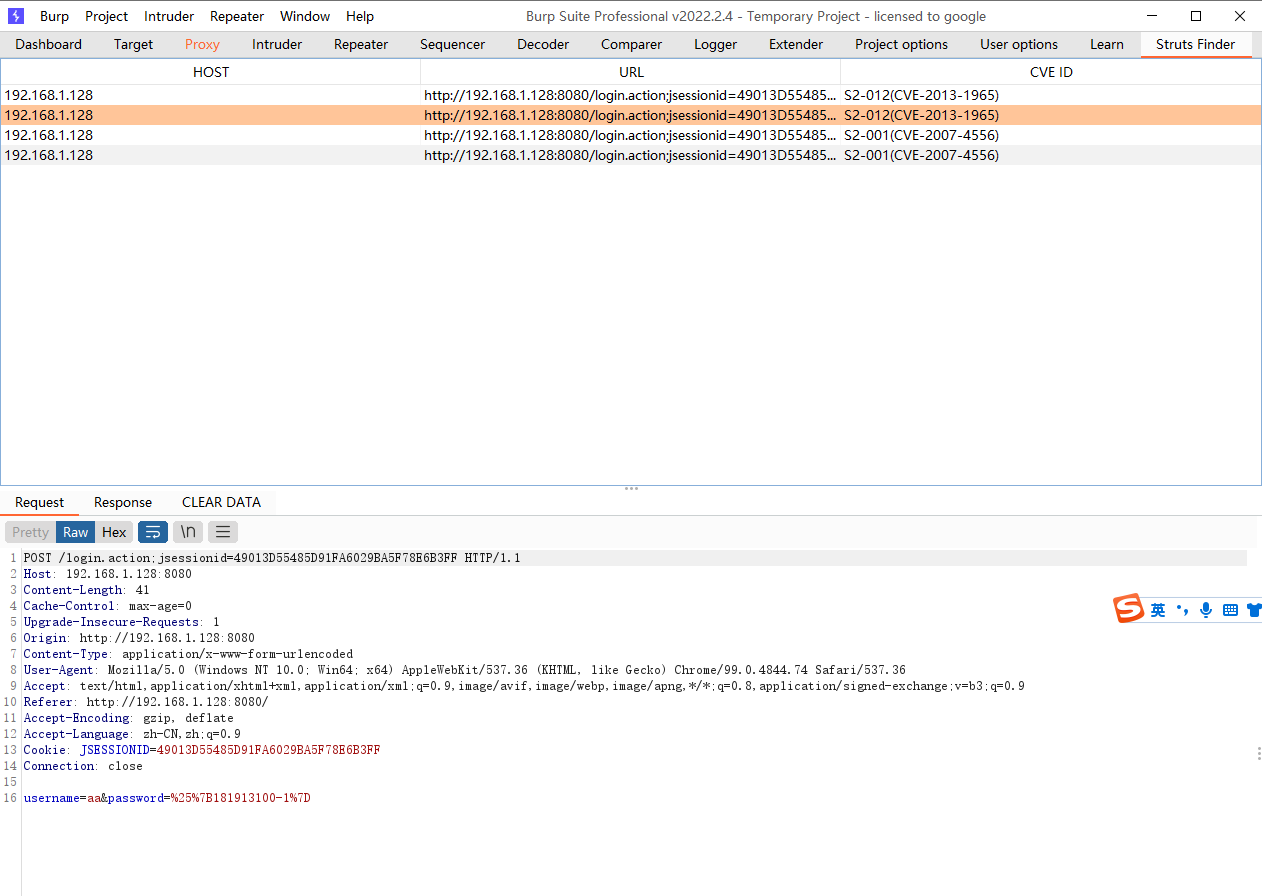 Burp Project Intruder Repeater Window Help Burp Suite Professional v2022.2.4 - Temporary Project - licensed to google
Dashboard Target Proxy Intruder Repeater Sequencer Decoder Comparer Logger Extender Project options User options Learn Struts Finder
HOST URL CVE ID
192.168.1.128 http://192.168.1.128:8080/login.action;jsessionid=49013D55485... S2-012(CVE-2013-1965)
192.168.1.128 http://192.168.1.128:8080/login.action;jsessionid=49013D55485... S2-012(CVE-2013-1965)
192.168.1.128 http://192.168.1.128:8080/login.action;jsessionid=49013D55485... S2-001(CVE-2007-4556)
192.168.1.128 http://192.168.1.128:8080/login.action;jsessionid=49013D55485... S2-001(CVE-2007-4556)
Request Response CLEAR DATA
Pretty Raw Hex \n
1 POST /login.action;jsessionid=49013D55485D91FA6029BA5F78E6B3FF HTTP/1.1
2 Host: 192.168.1.128:8080
3 Content-Length: 41
4 Cache-Control: max-age=0
5 Upgrade-Insecure-Requests: 1
6 Origin: http://192.168.1.128:8080
7 Content-Type: application/x-www-form-urlencoded
8 User-Agent: Mozilla/5.0 (Windows NT 10.0; Win64; x64) AppleWebKit/537.36 (KHTML, like Gecko) Chrome/99.0.4844.74 Safari/537.36
9 Accept: text/html,application/xhtml+xml,application/xml;q=0.9,image/avif,image/webp,image/apng,*/*;q=0.8,application/signed-exchange;v=b3;q=0.9
10 Referer: http://192.168.1.128:8080/
11 Accept-Encoding: gzip, deflate
12 Accept-Language: zh-CN,zh;q=0.9
13 Cookie: JSESSIONID=49013D55485D91FA6029BA5F78E6B3FF
14 Connection: close
15
16 username=aa&password=%25%7B181913100-1%7D
S 英